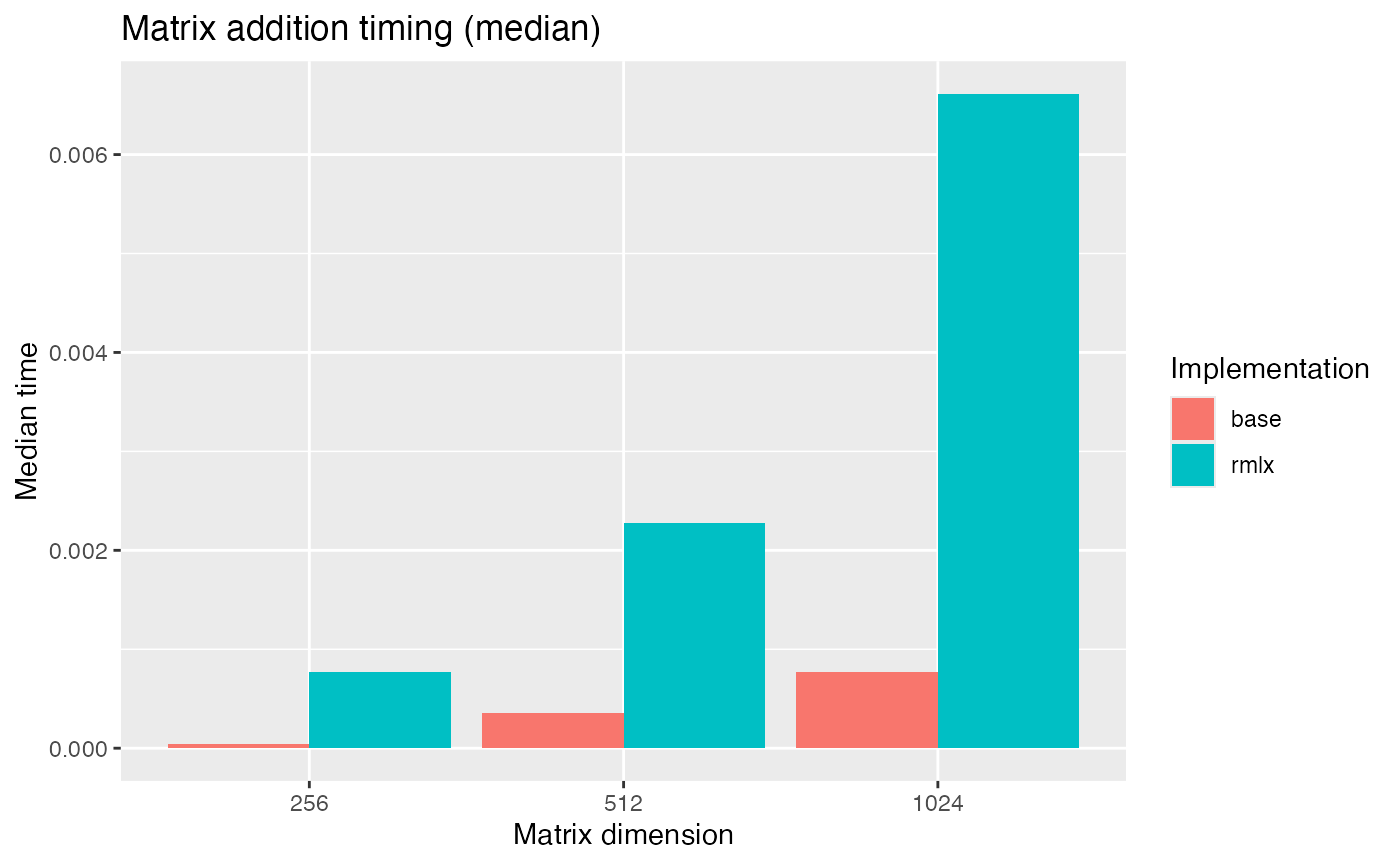 Matrix addition timing (median)
Median time
0.006
0.004
0.002
0.000
256
512
1024
Matrix dimension
Implementation
base
rmlx